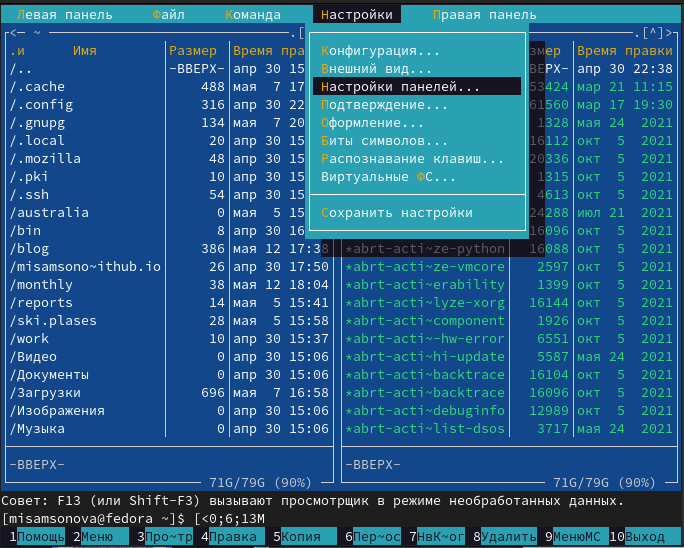 Левая панель Файл Команда Настройки Правая панель
<─ ~ .[ .[^]>
.и Имя Размер Время пра змер Время правки
/.. -ВВЕРХ- апр 30 15 ВЕРХ- апр 30 22:38
/.cache 488 мая 7 17 53424 мар 21 11:15
/.config 316 апр 30 22 61560 мар 17 19:30
/.gnupg 134 мая 7 20 1328 мая 24 2021
/.local 20 апр 30 15 16112 окт 5 2021
/.mozilla 48 апр 30 15 20336 окт 5 2021
/.pki 10 апр 30 15 1315 окт 5 2021
/.ssh 54 апр 30 15 4613 окт 5 2021
/australia 0 мая 5 15 24288 июл 21 2021
/bin 8 апр 30 16 16096 окт 5 2021
/blog 386 мая 12 17:38 *abrt-acti~ze-python 16088 окт 5 2021
/misamsono~ithub.io 26 апр 30 17:50 *abrt-acti~ze-vmcore 2597 окт 5 2021
/monthly 38 мая 12 18:04 *abrt-acti~erability 1399 окт 5 2021
/reports 14 мая 5 15:41 *abrt-acti~lyze-xorg 16144 окт 5 2021
/ski.plases 28 мая 5 15:58 *abrt-acti~component 1926 окт 5 2021
/work 10 апр 30 15:37 *abrt-acti~-hw-error 6551 окт 5 2021
/Видео 0 апр 30 15:06 *abrt-acti~hi-update 5587 мая 24 2021
/Документы 0 апр 30 15:06 *abrt-acti~backtrace 16104 окт 5 2021
/Загрузки 696 мая 7 16:58 *abrt-acti~backtrace 16096 окт 5 2021
/Изображения 0 апр 30 15:06 *abrt-acti~debuginfo 12989 окт 5 2021
/Музыка 0 апр 30 15:06 *abrt-acti~list-dsos 3717 мая 24 2021
Конфигурация...
Внешний вид...
Настройки панелей...
Подтверждение...
Оформление...
Биты символов...
Распознавание клавиш...
Виртуальные ФС...
Сохранить настройки
-ВВЕРХ- -ВВЕРХ-
71G/79G (90%) 71G/79G (90%)
Совет: F13 (или Shift-F3) вызывают просмотрщик в режиме необработанных данных.
[misamsonova@fedora ~]$ [<0;6;13M
1Помощь 2Меню 3Про~тр 4Правка 5Копия 6Пер~ос 7НвК~ог 8Удалить 9МенюМС 10Выход